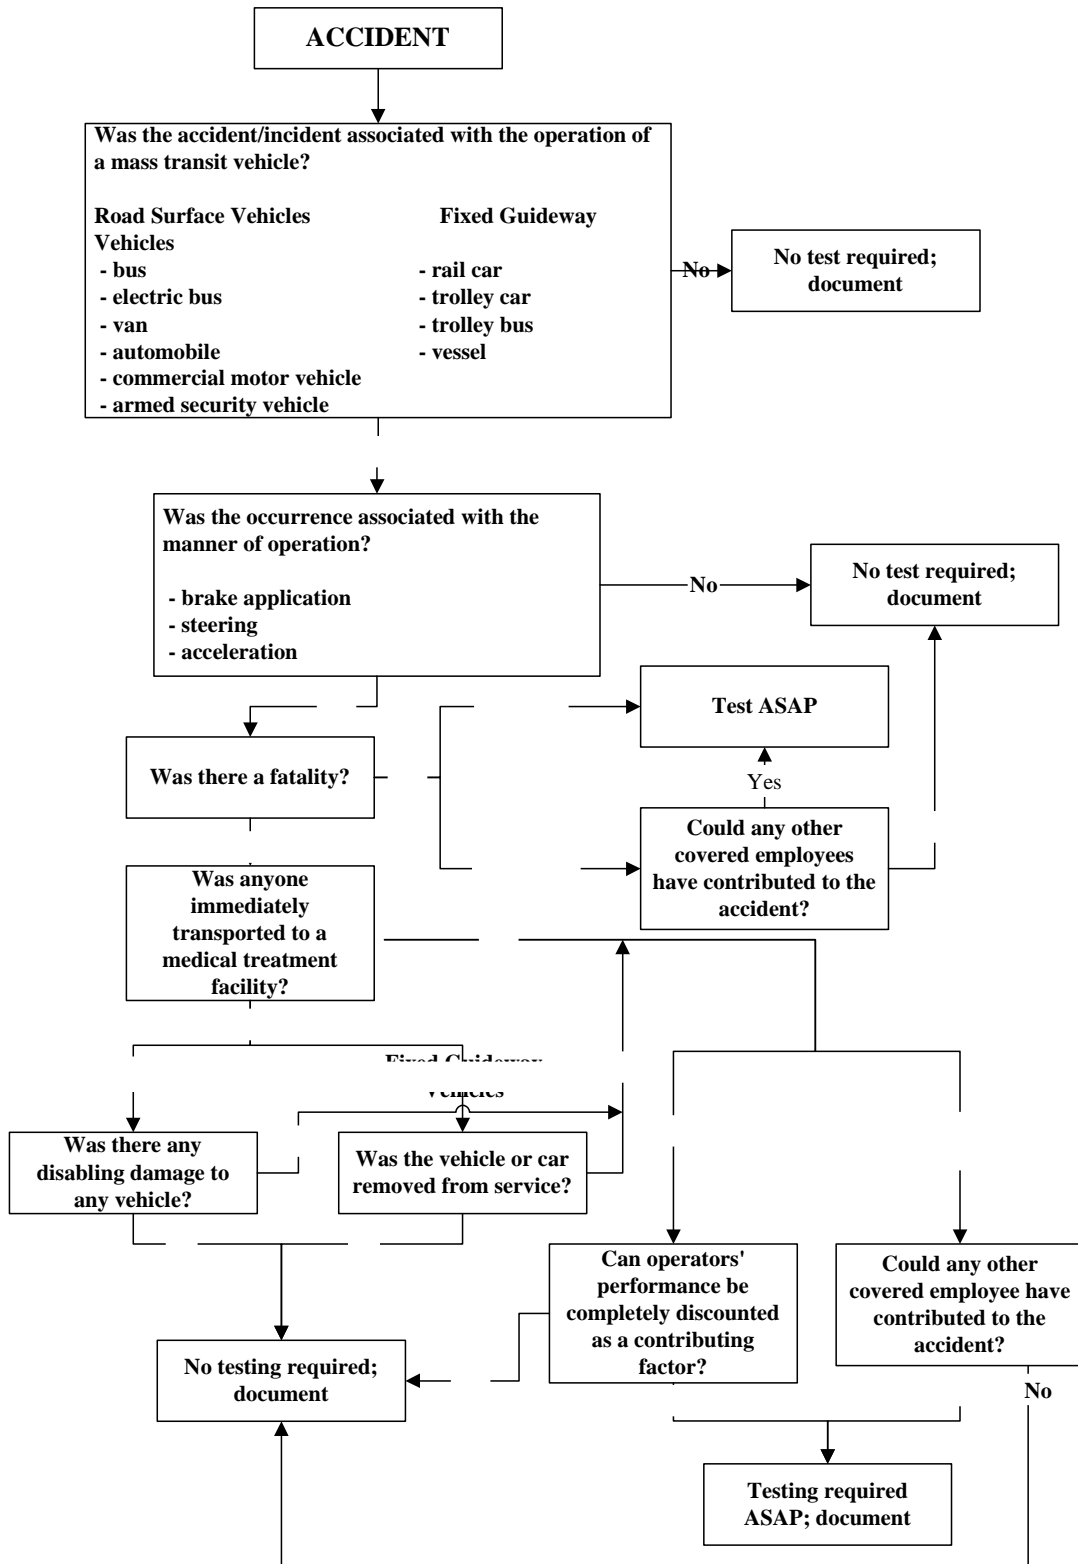 ACCIDENT
Was the accident/incident associated with the operation of
a mass transit vehicle?
Road Surface Vehicles Fixed Guideway
Vehicles
- bus - rail car
- electric bus - trolley car
- van - trolley bus
- automobile - vessel
- commercial motor vehicle
- armed security vehicle
No
No test required;
document
Was the occurrence associated with the
manner of operation?
- brake application
- steering
- acceleration
No
No test required;
document
Test ASAP
Was there a fatality?
Yes
Could any other
covered employees
have contributed to the
accident?
Was anyone
immediately
transported to a
medical treatment
facility?
Fixed Guideway
Vehicles
Was there any
disabling damage to
any vehicle?
Was the vehicle or car
removed from service?
Can operators'
performance be
completely discounted
as a contributing
factor?
Could any other
covered employee have
contributed to the
accident?
No testing required;
document
No
Testing required
ASAP; document